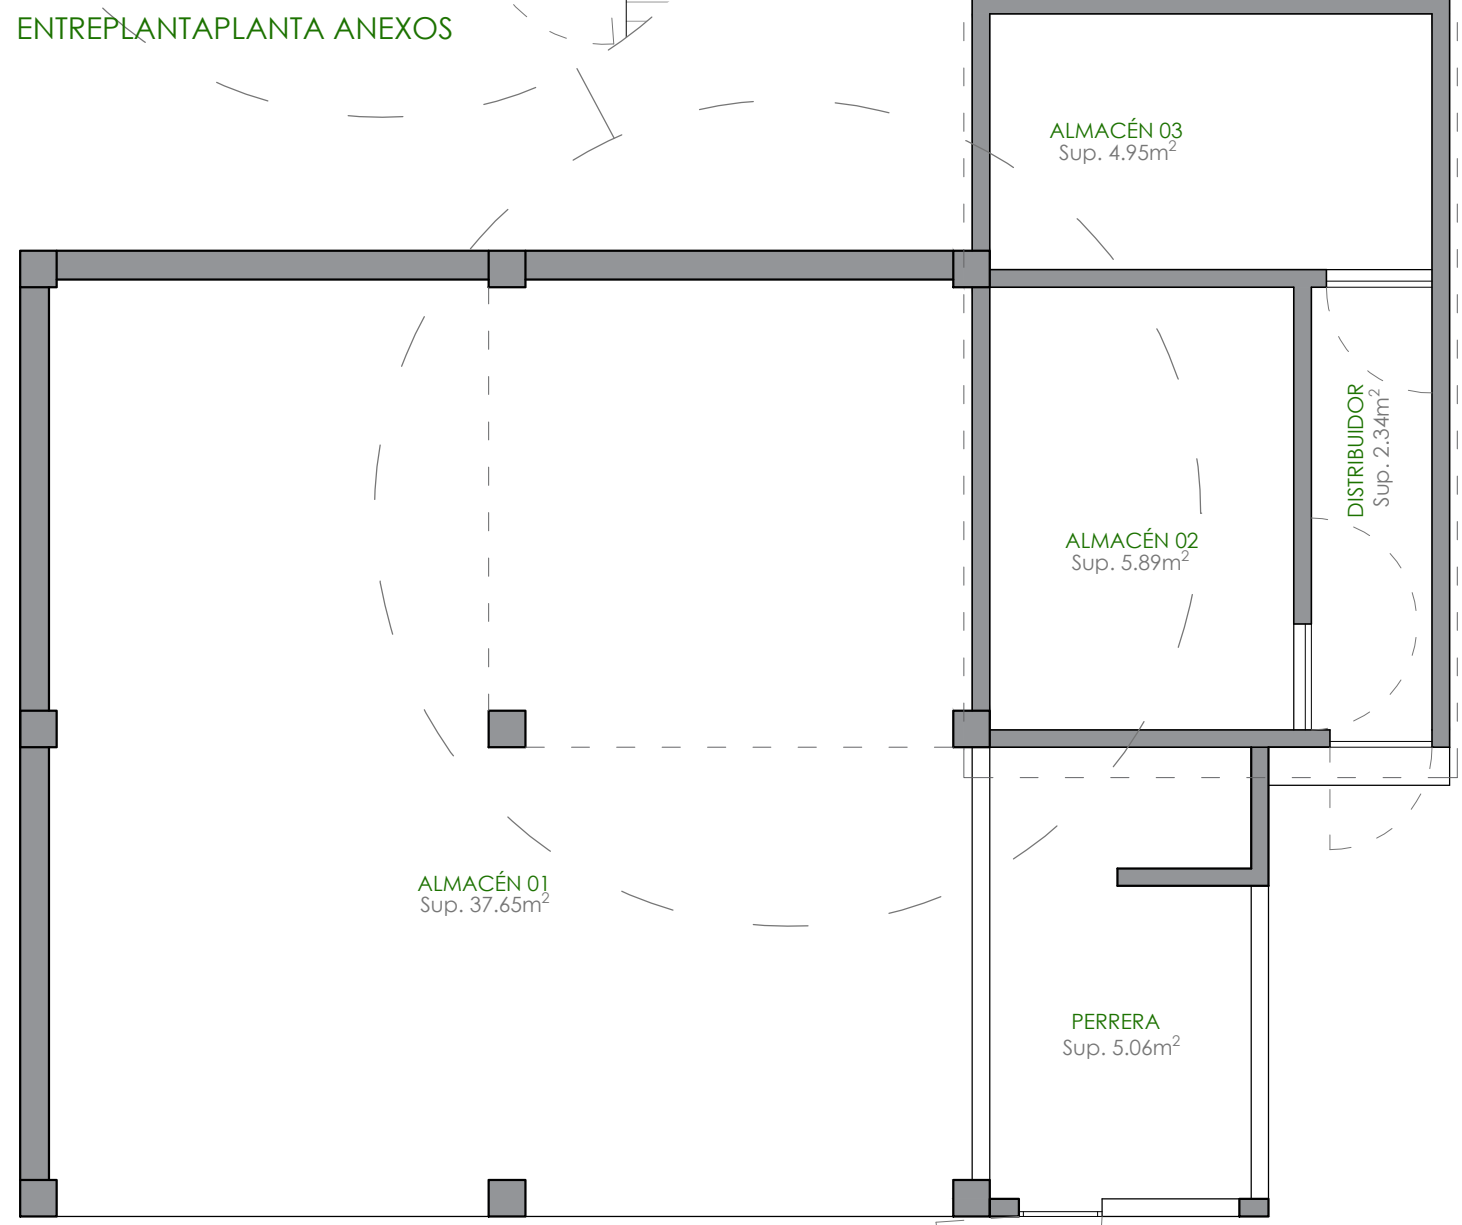 ENTREPLANTAPLANTA ANEXOS
ALMACÉN 03
Sup. 4.95m²
DISTRIBUIDOR
Sup. 2.34m²
ALMACÉN 02
Sup. 5.89m²
ALMACÉN 01
Sup. 37.65m²
PERRERA
Sup. 5.06m²